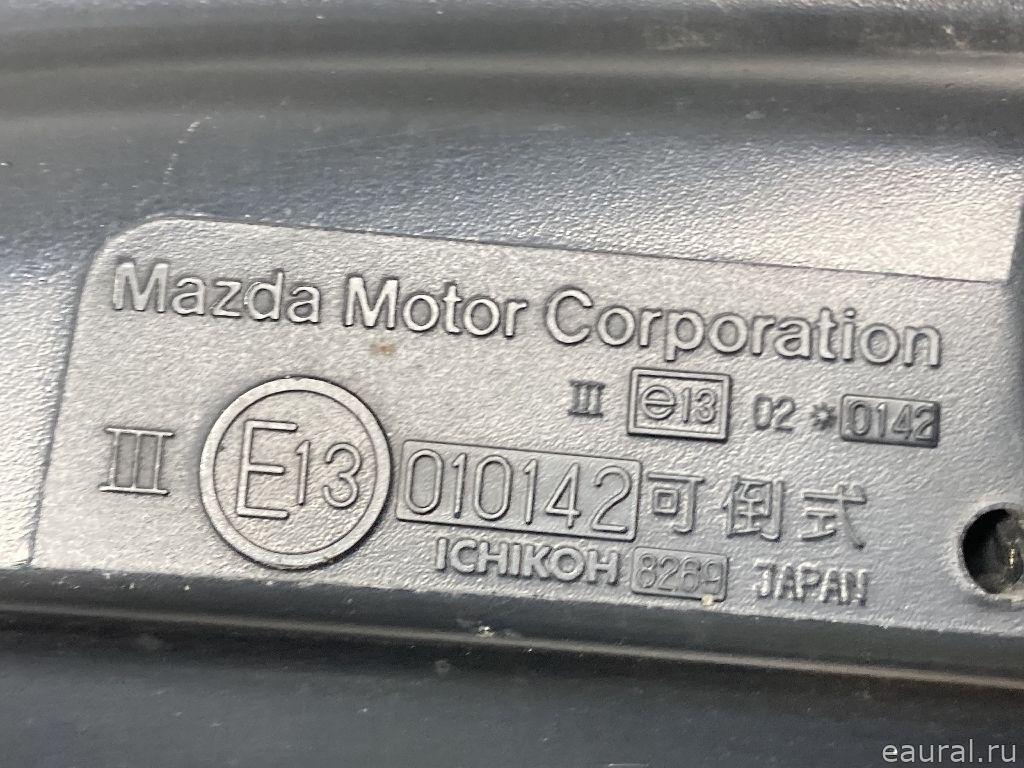 Mazda Motor Corporation
III e13 02 * 0142
III E13 010142 可倒式
ICHIKOH 8269 JAPAN
eaural.ru